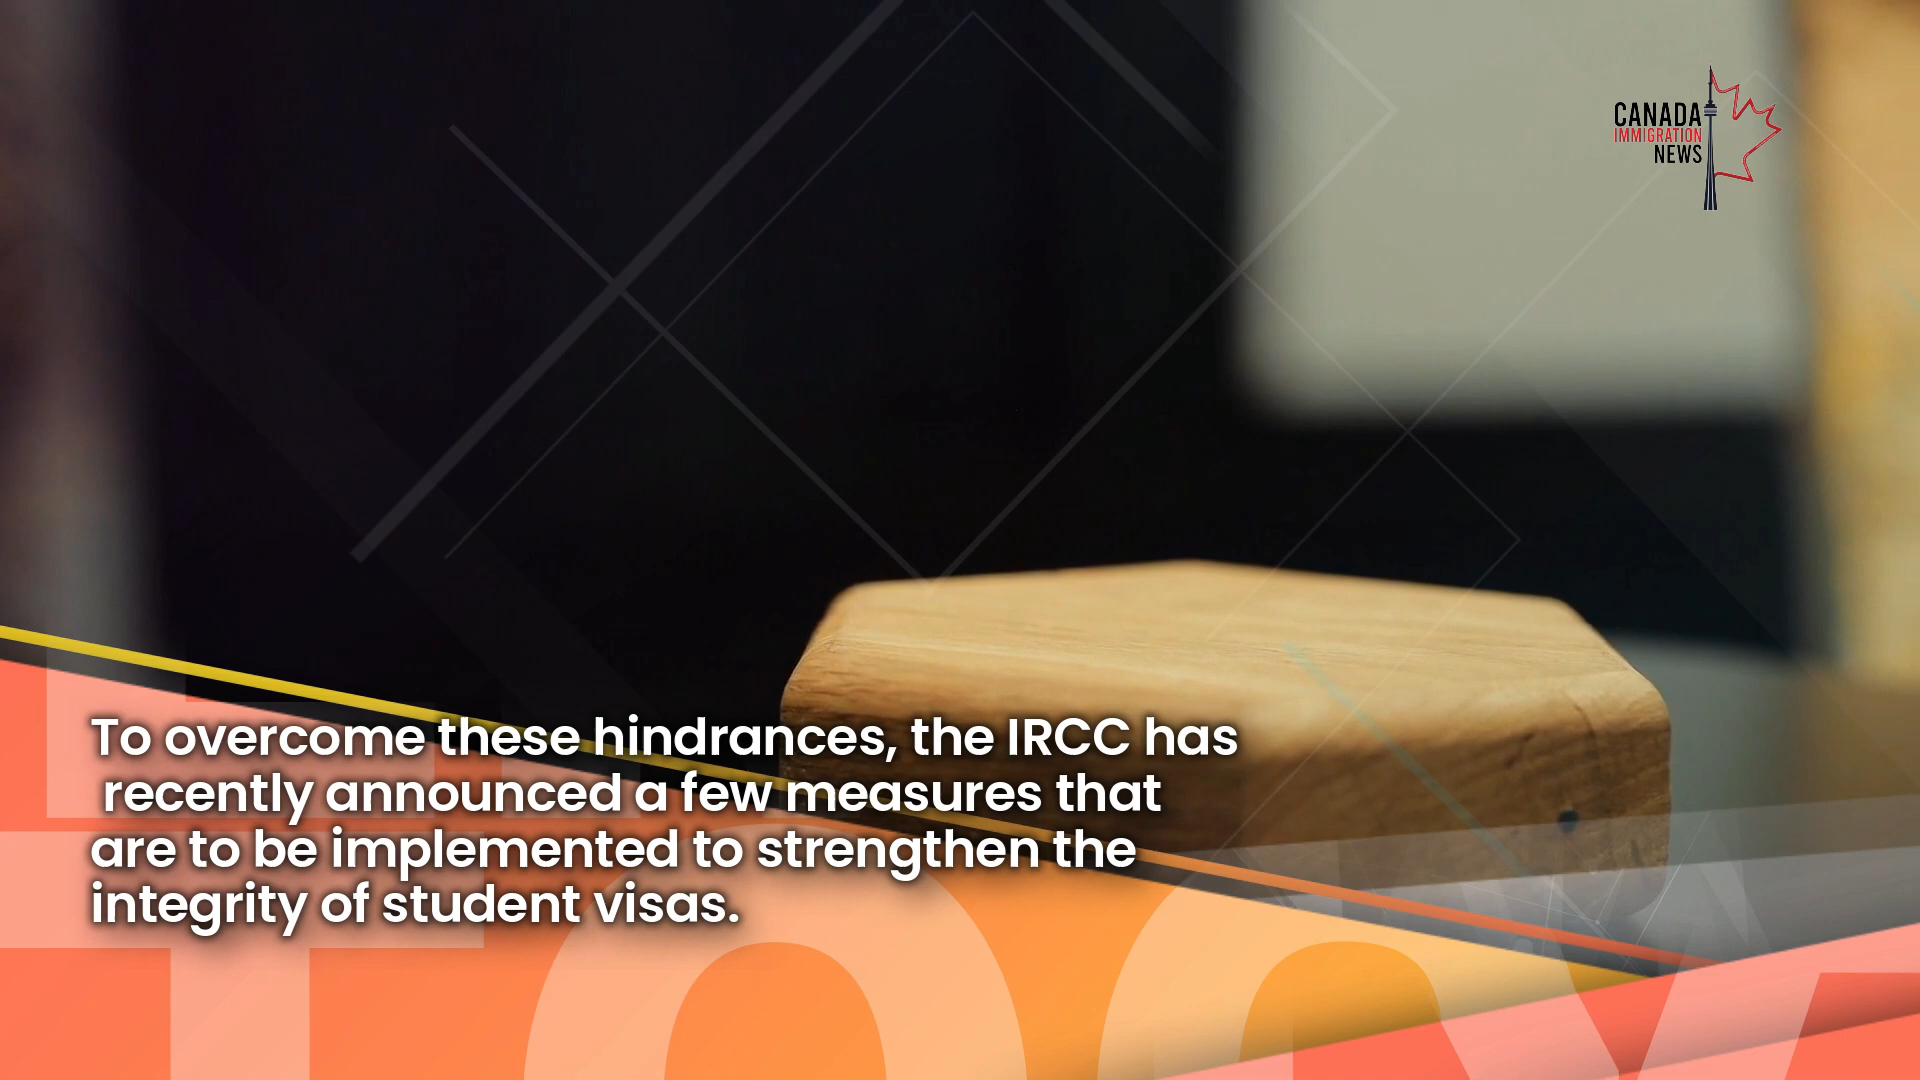 CANADA
IMMIGRATION
NEWS
To overcome these hindrances, the IRCC has
recently announced a few measures that
are to be implemented to strengthen the
integrity of student visas.